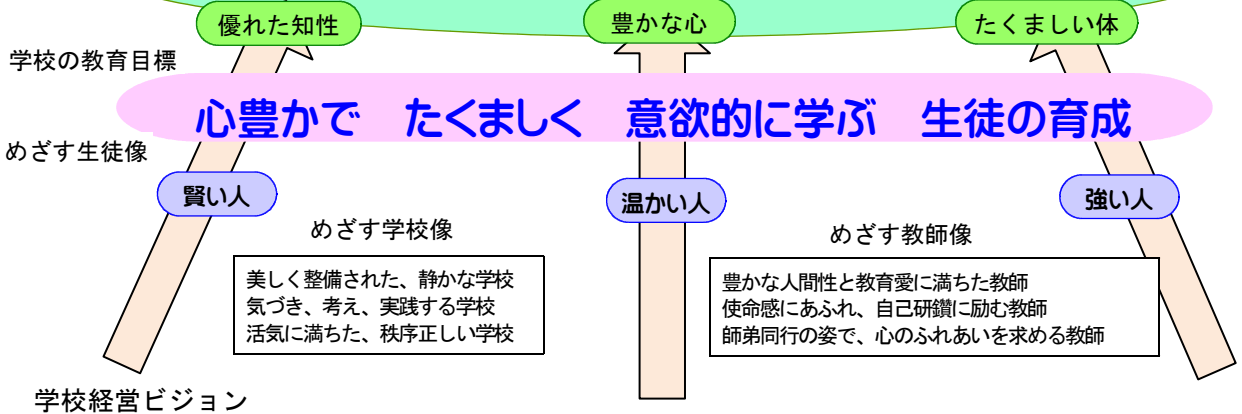 優れた知性
豊かな心
たくましい体
学校の教育目標
心豊かで　たくましく　意欲的に学ぶ　生徒の育成
めざす生徒像
賢い人
温かい人
強い人
めざす学校像
美しく整備された、静かな学校
気づき、考え、実践する学校
活気に満ちた、秩序正しい学校
めざす教師像
豊かな人間性と教育愛に満ちた教師
使命感にあふれ、自己研鑽に励む教師
師弟同行の姿で、心のふれあいを求める教師
学校経営ビジョン